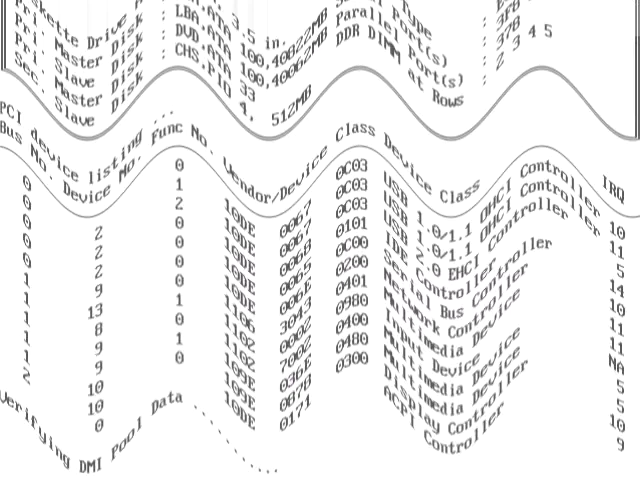 skette Drive A : 3.5 in.
Pri. Master Disk : LBA,ATA 100,40822MB Port(s) : 3F8
Pri. Slave Disk : LBA,ATA 100,40062MB Parallel Port(s) : 378
Sec. Master Disk : DVD,ATA 33 DDR DIMM at Rows : 2 3 4 5
Slave Disk : CHS,PIO 4, 512MB
PCI device listing ...
Bus No. Device No. Func No. Vendor/Device Class Device Class IRQ
0 2 0 10DE 0067 0C03 USB 1.0/1.1 OHCI Controller 10
0 2 1 10DE 0067 0C03 USB 1.0/1.1 OHCI Controller 11
0 2 2 10DE 0068 0C03 USB 2.0 EHCI Controller 5
0 9 0 10DE 0065 0101 IDE Controller 14
0 13 0 10DE 006E 0C00 Serial Bus Controller 10
1 8 0 1106 3043 0200 Network Controller 11
1 9 0 1102 0002 0401 Multimedia Device 11
1 9 1 1102 7002 0980 Input Device NA
1 10 0 109E 036E 0400 Multimedia Device 5
1 10 1 109E 0878 0480 Multimedia Device 5
2 0 0 10DE 0171 0300 Display Controller 10
ACPI Controller 9
Verifying DMI Pool Data ..........